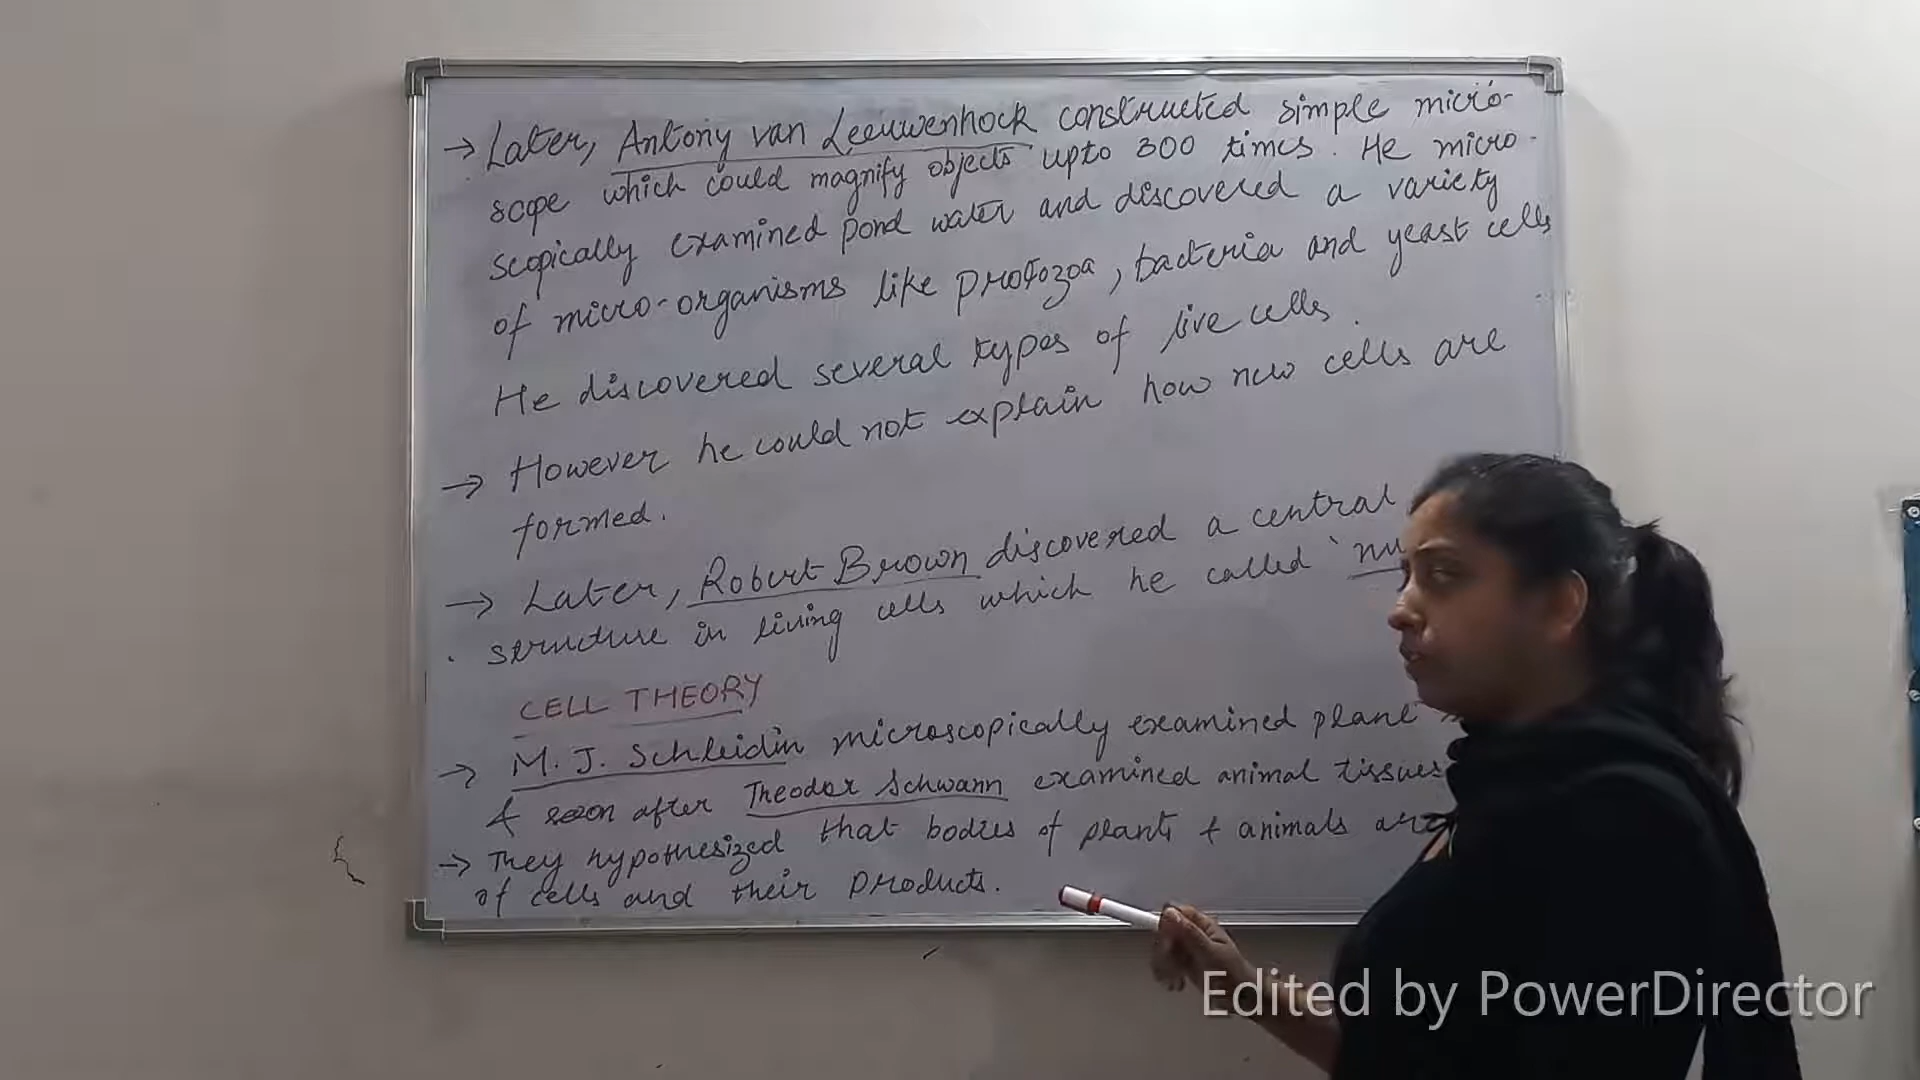 → Later, Antony van Leeuwenhock constructed simple micro-
scope which could magnify objects upto 300 times. He micro-
scopically examined pond water and discovered a variety
of micro-organisms like protozoa, bacteria and yeast cells
He discovered several types of live cells.
→ However he could not explain how new cells are
formed.
→ Later, Robert Brown discovered a central
structure in living cells which he called 'nu
CELL THEORY
→ M. J. Schleidin microscopically examined plant
& soon after Theodor Schwann examined animal tissues
→ They hypothesized that bodies of plants & animals are
of cells and their products.
Edited by PowerDirector